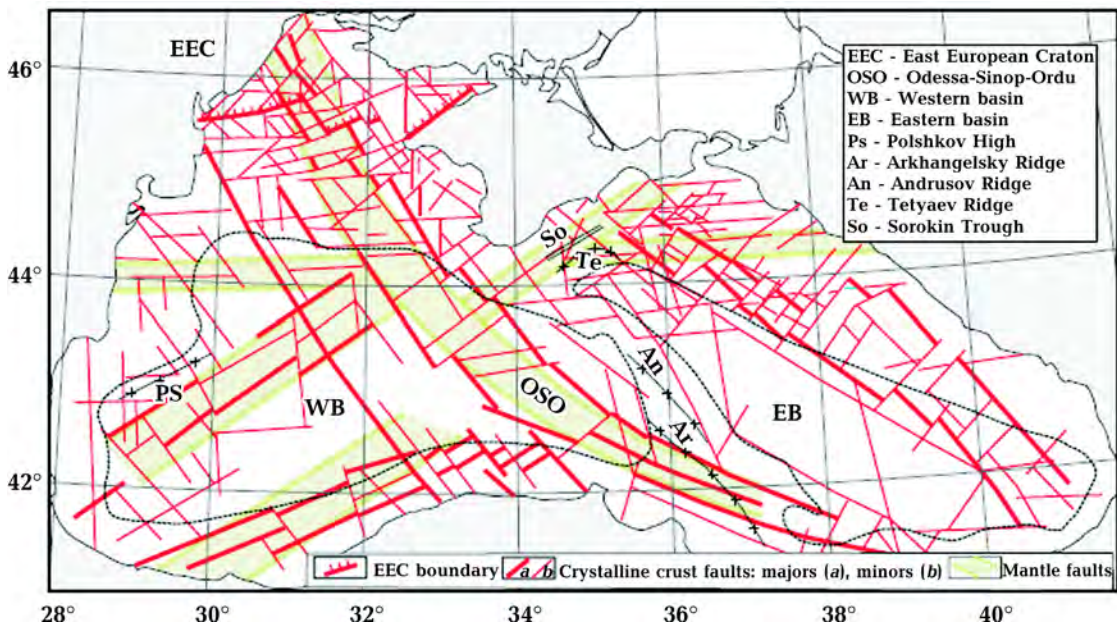 EEC
46°
EEC - East European Craton
OSO - Odessa-Sinop-Ordu
WB - Western basin
EB - Eastern basin
Ps - Polshkov High
Ar - Arkhangelsky Ridge
An - Andrusov Ridge
Te - Tetyaev Ridge
So - Sorokin Trough
So
Te
44°
An
PS
WB
OSO
EB
Ar
42°
EEC boundary
a b Crystalline crust faults: majors (a), minors (b)
Mantle faults
28° 30° 32° 34° 36° 38° 40°